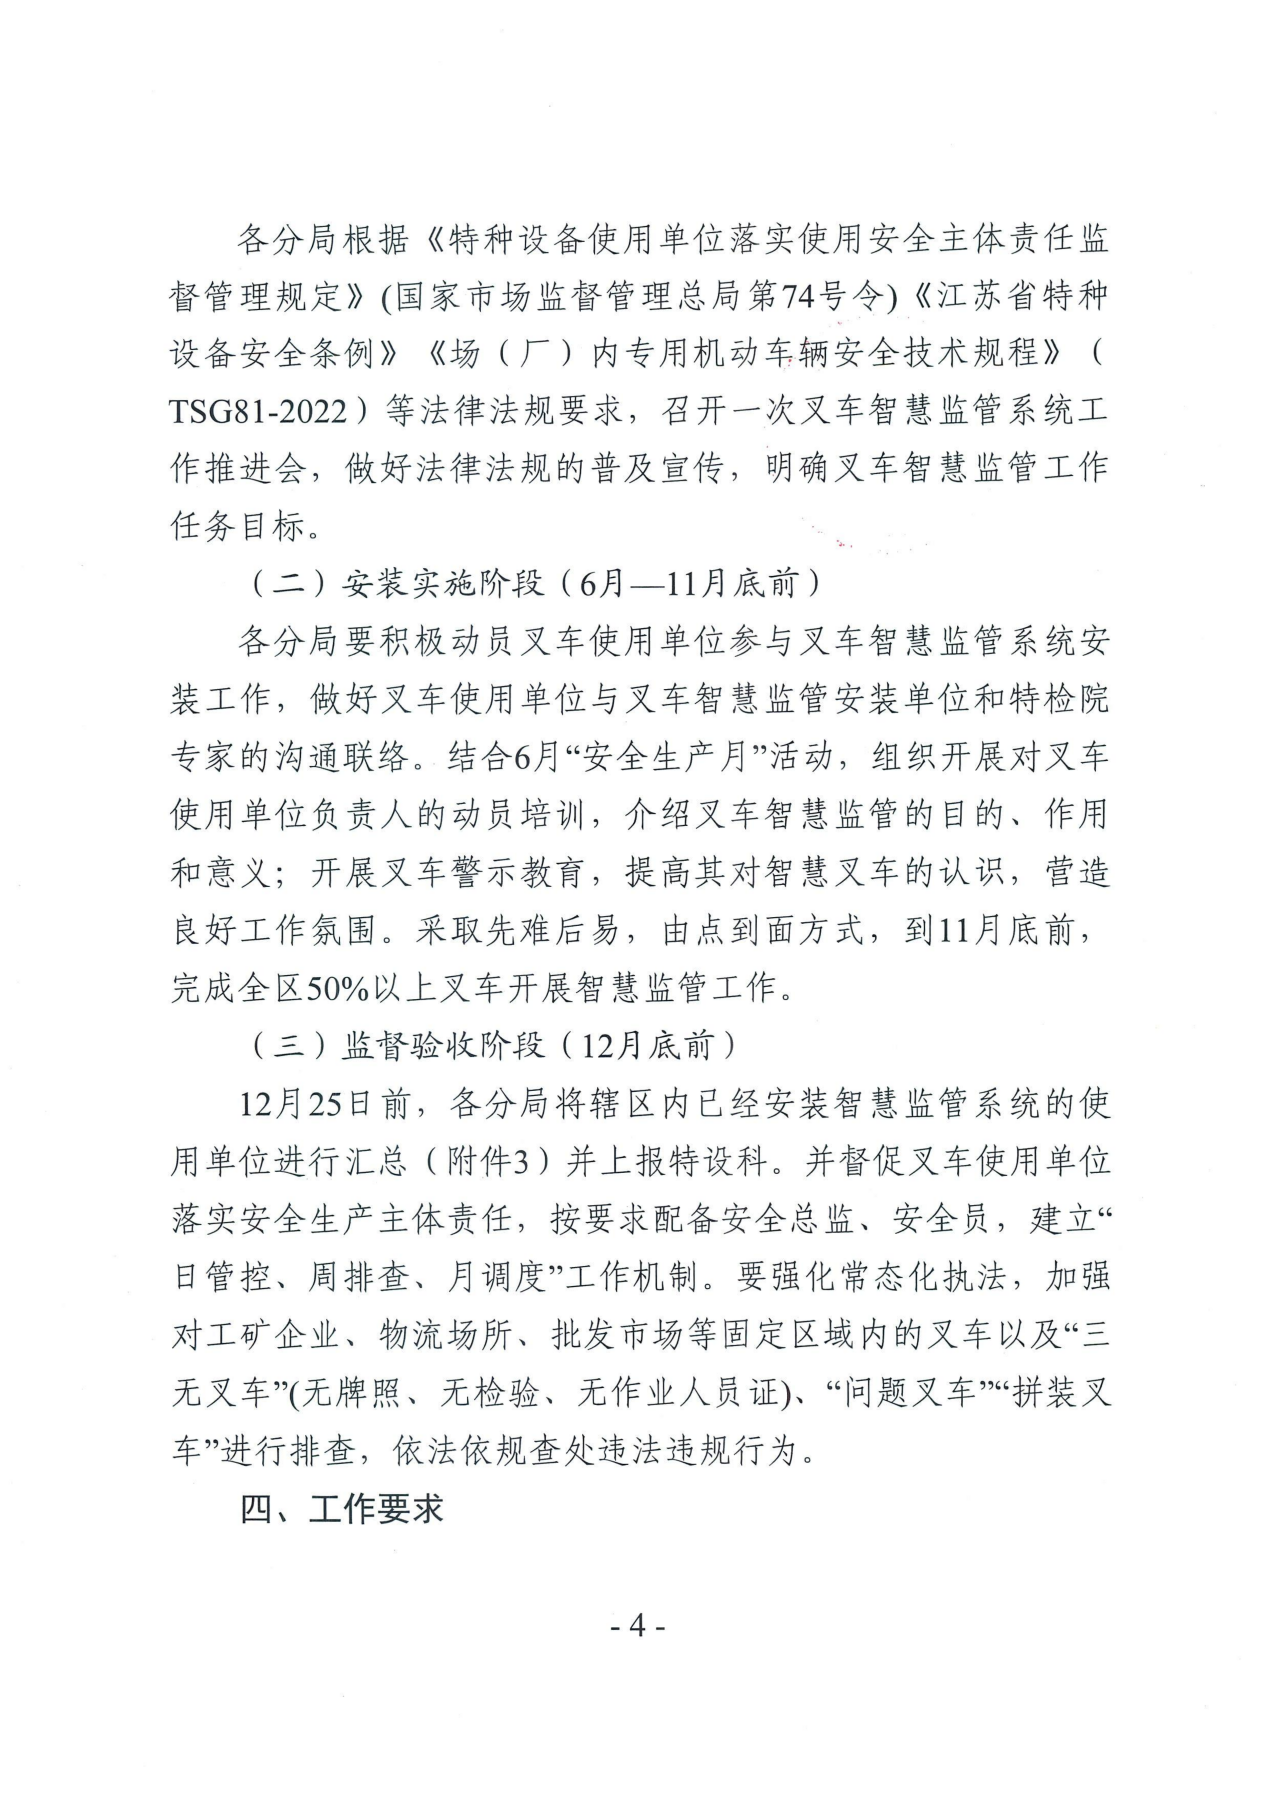 各分局根据《特种设备使用单位落实使用安全主体责任监
督管理规定》(国家市场监督管理总局第74号令)《江苏省特种
设备安全条例》《场（厂）内专用机动车辆安全技术规程》（
TSG81-2022）等法律法规要求，召开一次叉车智慧监管系统工
作推进会，做好法律法规的普及宣传，明确叉车智慧监管工作
任务目标。
（二）安装实施阶段（6月—11月底前）
各分局要积极动员叉车使用单位参与叉车智慧监管系统安
装工作，做好叉车使用单位与叉车智慧监管安装单位和特检院
专家的沟通联络。结合6月“安全生产月”活动，组织开展对叉车
使用单位负责人的动员培训，介绍叉车智慧监管的目的、作用
和意义；开展叉车警示教育，提高其对智慧叉车的认识，营造
良好工作氛围。采取先难后易，由点到面方式，到11月底前，
完成全区50%以上叉车开展智慧监管工作。
（三）监督验收阶段（12月底前）
12月25日前，各分局将辖区内已经安装智慧监管系统的使
用单位进行汇总（附件3）并上报特设科。并督促叉车使用单位
落实安全生产主体责任，按要求配备安全总监、安全员，建立“
日管控、周排查、月调度”工作机制。要强化常态化执法，加强
对工矿企业、物流场所、批发市场等固定区域内的叉车以及“三
无叉车”(无牌照、无检验、无作业人员证)、“问题叉车”“拼装叉
车”进行排查，依法依规查处违法违规行为。
四、工作要求
- 4 -